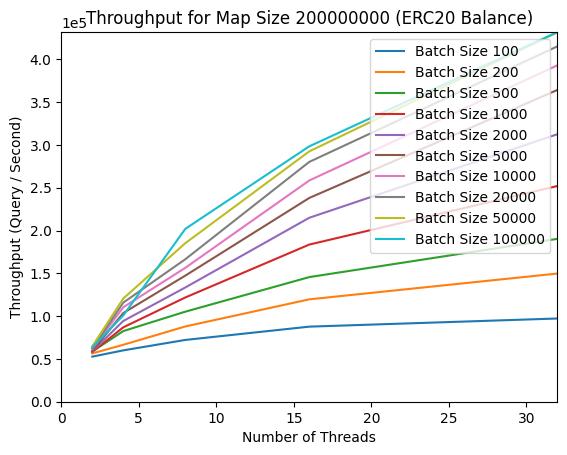 Throughput for Map Size 200000000 (ERC20 Balance)
1e5
Throughput (Query / Second)
4.0
3.5
3.0
2.5
2.0
1.5
1.0
0.5
0.0
Batch Size 100
Batch Size 200
Batch Size 500
Batch Size 1000
Batch Size 2000
Batch Size 5000
Batch Size 10000
Batch Size 20000
Batch Size 50000
Batch Size 100000
0 5 10 15 20 25 30
Number of Threads